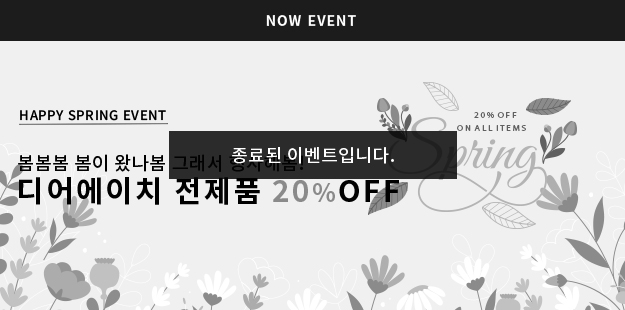 NOW EVENT
HAPPY SPRING EVENT
20% OFF
ON ALL ITEMS
Spring
종료된 이벤트입니다.
봄봄봄 봄이 왔나봄 그래서
디어에이치 전제품 20%OFF